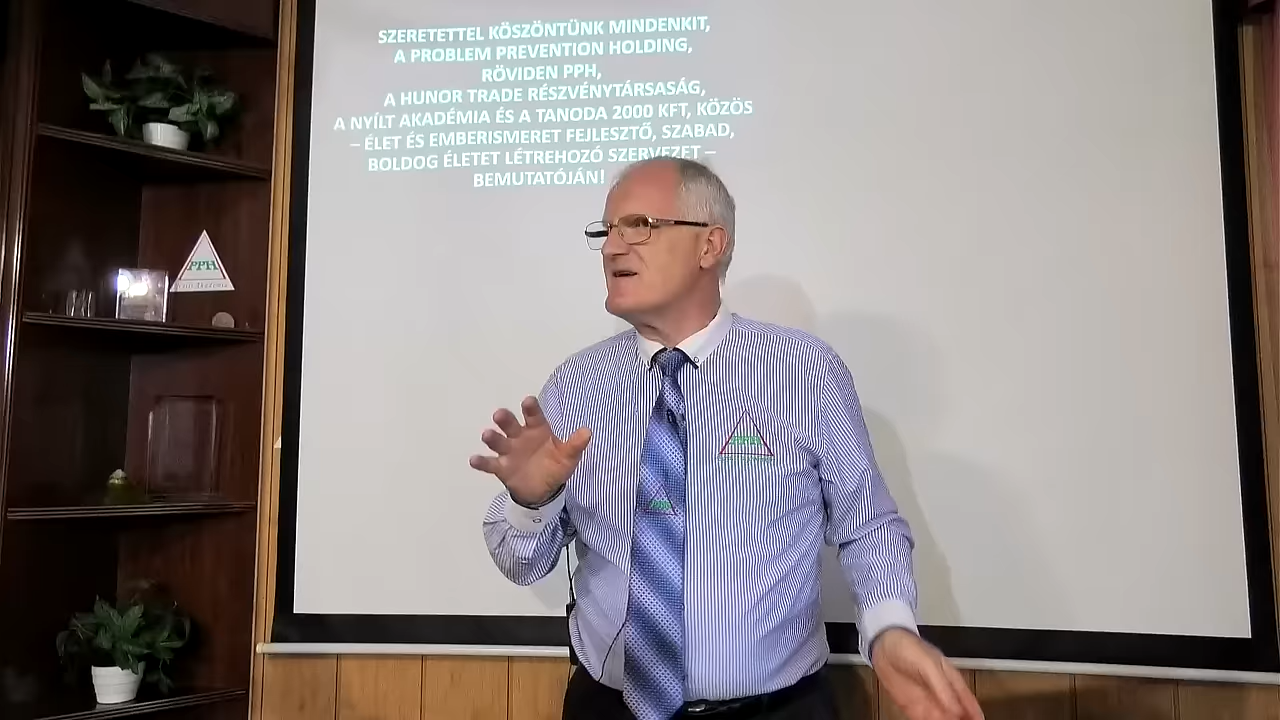 SZERETETTEL KÖSZÖNTÜNK MINDENKIT,
A PROBLEM PREVENTION HOLDING,
RÖVIDEN PPH,
A HUNOR TRADE RÉSZVÉNYTÁRSASÁG,
A NYÍLT AKADÉMIA ÉS A TANODA 2000 KFT, KÖZÖS
– ÉLET ÉS EMBERISMERET FEJLESZTŐ, SZABAD,
BOLDOG ÉLETET LÉTREHOZÓ SZERVEZET –
BEMUTATÓJÁN!
PPH
PPH
PPH